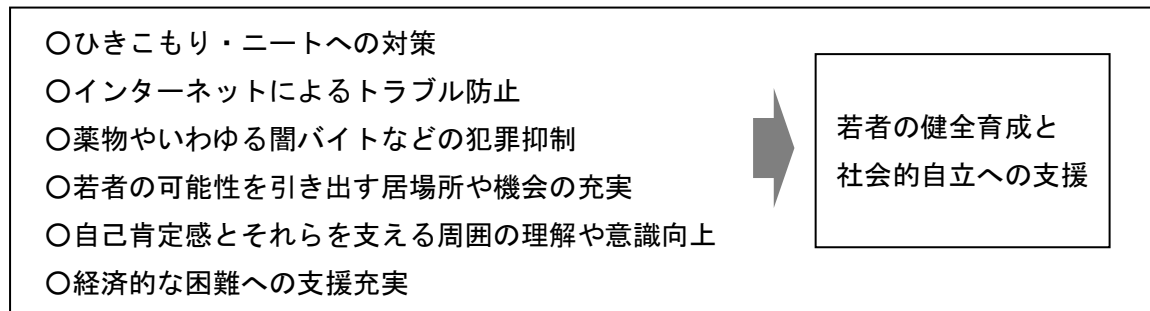 〇ひきこもり・ニートへの対策
〇インターネットによるトラブル防止
〇薬物やいわゆる闇バイトなどの犯罪抑制
〇若者の可能性を引き出す居場所や機会の充実
〇自己肯定感とそれらを支える周囲の理解や意識向上
〇経済的な困難への支援充実
若者の健全育成と
社会的自立への支援